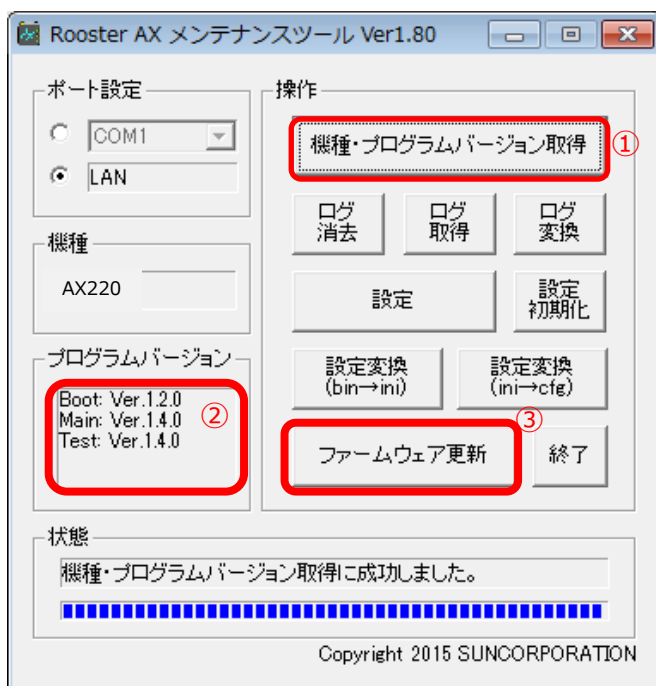 Rooster AX メンテナンスツール Ver1.80
ポート設定
COM1
LAN
機種
AX220
プログラムバージョン
Boot: Ver.1.2.0
Main: Ver.1.4.0
Test: Ver.1.4.0
②
操作
機種・プログラムバージョン取得
①
ログ
消去
ログ
取得
ログ
変換
設定
設定
初期化
設定変換
(bin→ini)
設定変換
(ini→cfg)
③
ファームウェア更新
終了
状態
機種・プログラムバージョン取得に成功しました。
Copyright 2015 SUNCORPORATION